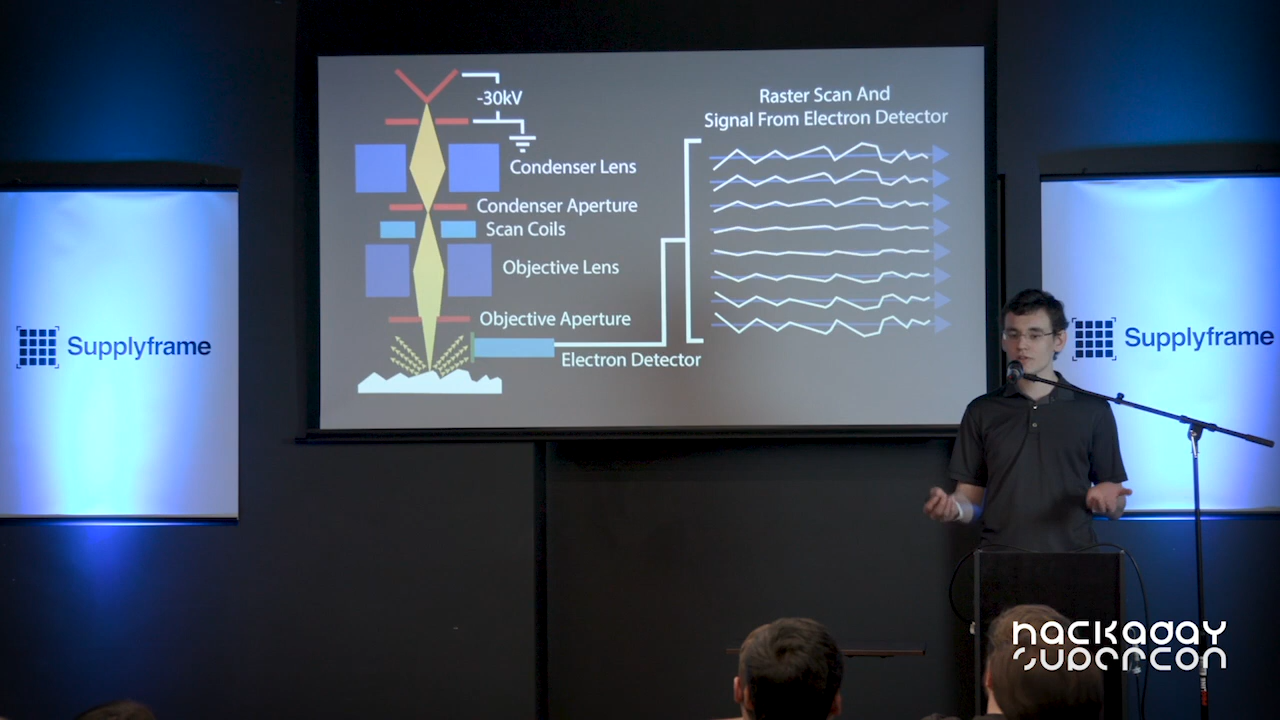 -30kV
Condenser Lens
Condenser Aperture
Scan Coils
Objective Lens
Objective Aperture
Electron Detector
Raster Scan And
Signal From Electron Detector
Supplyframe
Supplyframe
hackaday
supercon